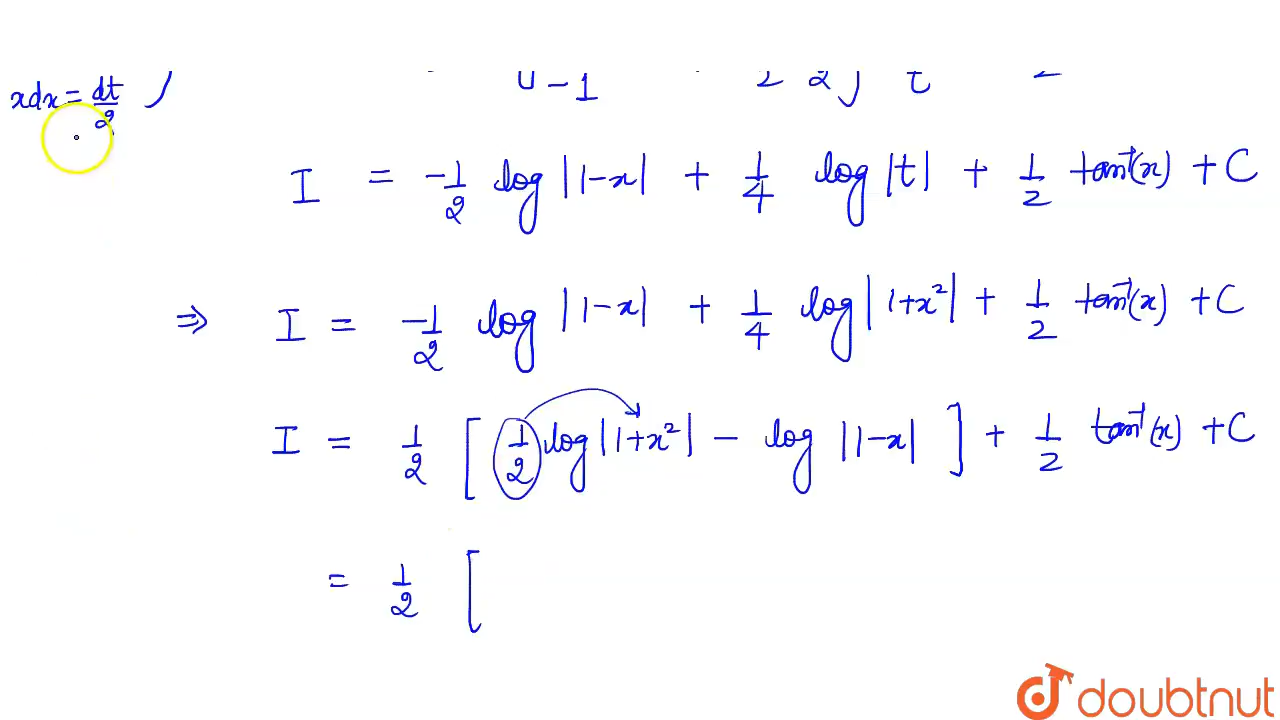 xdx = dt/2
-1
I = -1/2 log |1-x| + 1/4 log |t| + 1/2 tan⁻¹(x) + C
⇒ I = -1/2 log |1-x| + 1/4 log |1+x²| + 1/2 tan⁻¹(x) + C
I = 1/2 [ 1/2 log |1+x²| - log |1-x| ] + 1/2 tan⁻¹(x) + C
= 1/2 [
doubtnut